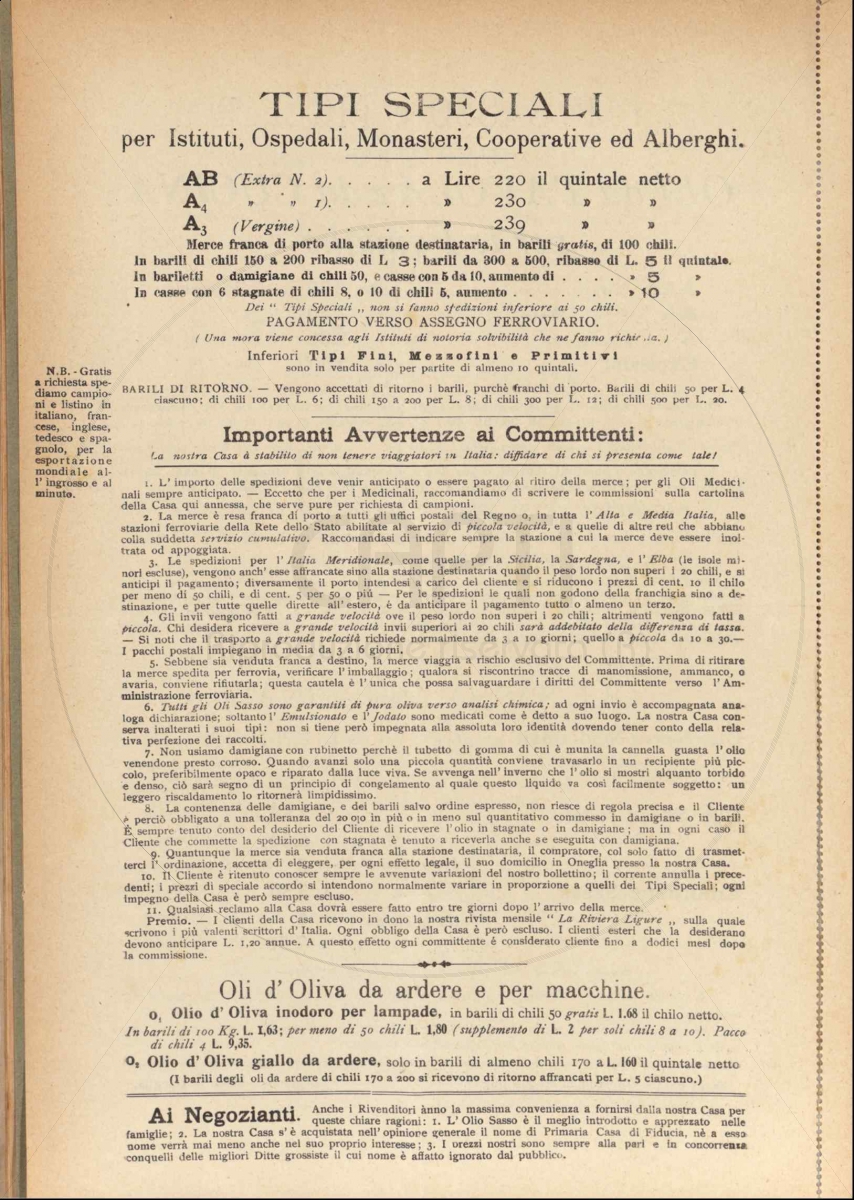 TIPI SPECIALI
per Istituti, Ospedali, Monasteri, Cooperative ed Alberghi.
AB (Extra N. 2). . . . . a Lire 220 il quintale netto
A₄ » » 1). . . . . » 230 » »
A₃ (Vergine) . . . . . . » 239 » »
Merce franca di porto alla stazione destinataria, in barili gratis, di 100 chili.
In barili di chili 150 a 200 ribasso di L 3; barili da 300 a 500, ribasso di L. 5 il quintale.
In bariletti o damigiane di chili 50, e casse con 5 da 10, aumento di . . . . » 5 »
In casse con 6 stagnate di chili 8, o 10 di chili 5, aumento . . . . . . . » 10 »
Dei “ Tipi Speciali „ non si fanno spedizioni inferiore ai 50 chili.
PAGAMENTO VERSO ASSEGNO FERROVIARIO.
( Una mora viene concessa agli Istituti di notoria solvibilità che ne fanno richiesta. )
Inferiori Tipi Fini, Mezzofini e Primitivi
sono in vendita solo per partite di almeno 10 quintali.
BARILI DI RITORNO. — Vengono accettati di ritorno i barili, purchè franchi di porto. Barili di chili 50 per L. 4
ciascuno; di chili 100 per L. 6; di chili 150 a 200 per L. 8; di chili 300 per L. 12; di chili 500 per L. 20.
N.B. - Gratis
a richiesta spe-
diamo campio-
ni e listino in
italiano, fran-
cese, inglese,
tedesco e spa-
gnolo, per la
esportazione
mondiale al-
l' ingrosso e al
minuto.
Importanti Avvertenze ai Committenti:
La nostra Casa à stabilito di non tenere viaggiatori in Italia: diffidare di chi si presenta come tale!
1. L' importo delle spedizioni deve venir anticipato o essere pagato al ritiro della merce; per gli Oli Medici-
nali sempre anticipato. — Eccetto che per i Medicinali, raccomandiamo di scrivere le commissioni sulla cartolina
della Casa qui annessa, che serve pure per richiesta di campioni.
2. La merce è resa franca di porto a tutti gli uffici postali del Regno o, in tutta l' Alta e Media Italia, alle
stazioni ferroviarie della Rete dello Stato abilitate al servizio di piccola velocità, e a quelle di altre reti che abbiano
colla suddetta servizio cumulativo. Raccomandasi di indicare sempre la stazione a cui la merce deve essere inol-
trata od appoggiata.
3. Le spedizioni per l' Italia Meridionale, come quelle per la Sicilia, la Sardegna, e l' Elba (le isole mi-
nori escluse), vengono anch' esse affrancate sino alla stazione destinataria quando il peso lordo non superi i 20 chili, e si
anticipi il pagamento; diversamente il porto intendesi a carico del cliente e si riducono i prezzi di cent. 10 il chilo
per meno di 50 chili, e di cent. 5 per 50 o più — Per le spedizioni le quali non godono della franchigia sino a de-
stinazione, e per tutte quelle dirette all' estero, è da anticipare il pagamento tutto o almeno un terzo.
4. Gli invii vengono fatti a grande velocità ove il peso lordo non superi i 20 chili; altrimenti vengono fatti a
piccola. Chi desidera ricevere a grande velocità invii superiori ai 20 chili sarà addebitato della differenza di tassa.
— Si noti che il trasporto a grande velocità richiede normalmente da 3 a 10 giorni; quello a piccola da 10 a 30.—
I pacchi postali impiegano in media da 3 a 6 giorni.
5. Sebbene sia venduta franca a destino, la merce viaggia a rischio esclusivo del Committente. Prima di ritirare
la merce spedita per ferrovia, verificare l' imballaggio; qualora si riscontrino tracce di manomissione, ammanco, o
avaria, conviene rifiutarla; questa cautela è l' unica che possa salvaguardare i diritti del Committente verso l' Am-
ministrazione ferroviaria.
6. Tutti gli Oli Sasso sono garantiti di pura oliva verso analisi chimica; ad ogni invio è accompagnata ana-
loga dichiarazione; soltanto l' Emulsionato e l' Jodato sono medicati come è detto a suo luogo. La nostra Casa con-
serva inalterati i suoi tipi: non si tiene però impegnata alla assoluta loro identità dovendo tener conto della rela-
tiva perfezione dei raccolti.
7. Non usiamo damigiane con rubinetto perchè il tubetto di gomma di cui è munita la cannella guasta l' olio
venendone presto corroso. Quando avanzi solo una piccola quantità conviene travasarlo in un recipiente più pic-
colo, preferibilmente opaco e riparato dalla luce viva. Se avvenga nell' inverno che l' olio si mostri alquanto torbido
e denso, ciò sarà segno di un principio di congelamento al quale questo liquido va così facilmente soggetto: un
leggero riscaldamento lo ritornerà limpidissimo.
8. La contenenza delle damigiane, e dei barili salvo ordine espresso, non riesce di regola precisa e il Cliente
è perciò obbligato a una tolleranza del 20 o|o in più o in meno sul quantitativo commesso in damigiane o in barili.
È sempre tenuto conto del desiderio del Cliente di ricevere l'olio in stagnate o in damigiane; ma in ogni caso il
Cliente che commette la spedizione con stagnata è tenuto a riceverla anche se eseguita con damigiana.
9. Quantunque la merce sia venduta franca alla stazione destinataria, il compratore, col solo fatto di trasmet-
terci l' ordinazione, accetta di eleggere, per ogni effetto legale, il suo domicilio in Oneglia presso la nostra Casa.
10. Il Cliente è ritenuto conoscer sempre le avvenute variazioni del nostro bollettino; il corrente annulla i prece-
denti; i prezzi di speciale accordo si intendono normalmente variare in proporzione a quelli dei Tipi Speciali; ogni
impegno della Casa è però sempre escluso.
11. Qualsiasi reclamo alla Casa dovrà essere fatto entro tre giorni dopo l' arrivo della merce.
Premio. — I clienti della Casa ricevono in dono la nostra rivista mensile “ La Riviera Ligure „ sulla quale
scrivono i più valenti scrittori d' Italia. Ogni obbligo della Casa è però escluso. I clienti esteri che la desiderano
devono anticipare L. 1,20 annue. A questo effetto ogni committente è considerato cliente fino a dodici mesi dopo
la commissione.
Oli d' Oliva da ardere e per macchine.
O₁ Olio d' Oliva inodoro per lampade, in barili di chili 50 gratis L. 1.68 il chilo netto.
In barili di 100 Kg. L. 1,63; per meno di 50 chili L. 1,80 (supplemento di L. 2 per soli chili 8 a 10). Pacco
di chili 4 L. 9,35.
O₂ Olio d' Oliva giallo da ardere, solo in barili di almeno chili 170 a L. 160 il quintale netto
(I barili degli oli da ardere di chili 170 a 200 si ricevono di ritorno affrancati per L. 5 ciascuno.)
Ai Negozianti. Anche i Rivenditori ànno la massima convenienza a fornirsi dalla nostra Casa per
queste chiare ragioni: 1. L' Olio Sasso è il meglio introdotto e apprezzato nelle
famiglie; 2. La nostra Casa s' è acquistata nell' opinione generale il nome di Primaria Casa di Fiducia, nè a esso
nome verrà mai meno anche nel suo proprio interesse; 3. I prezzi nostri sono sempre alla pari e in concorrenza
conquelli delle migliori Ditte grossiste il cui nome è affatto ignorato dal pubblico.